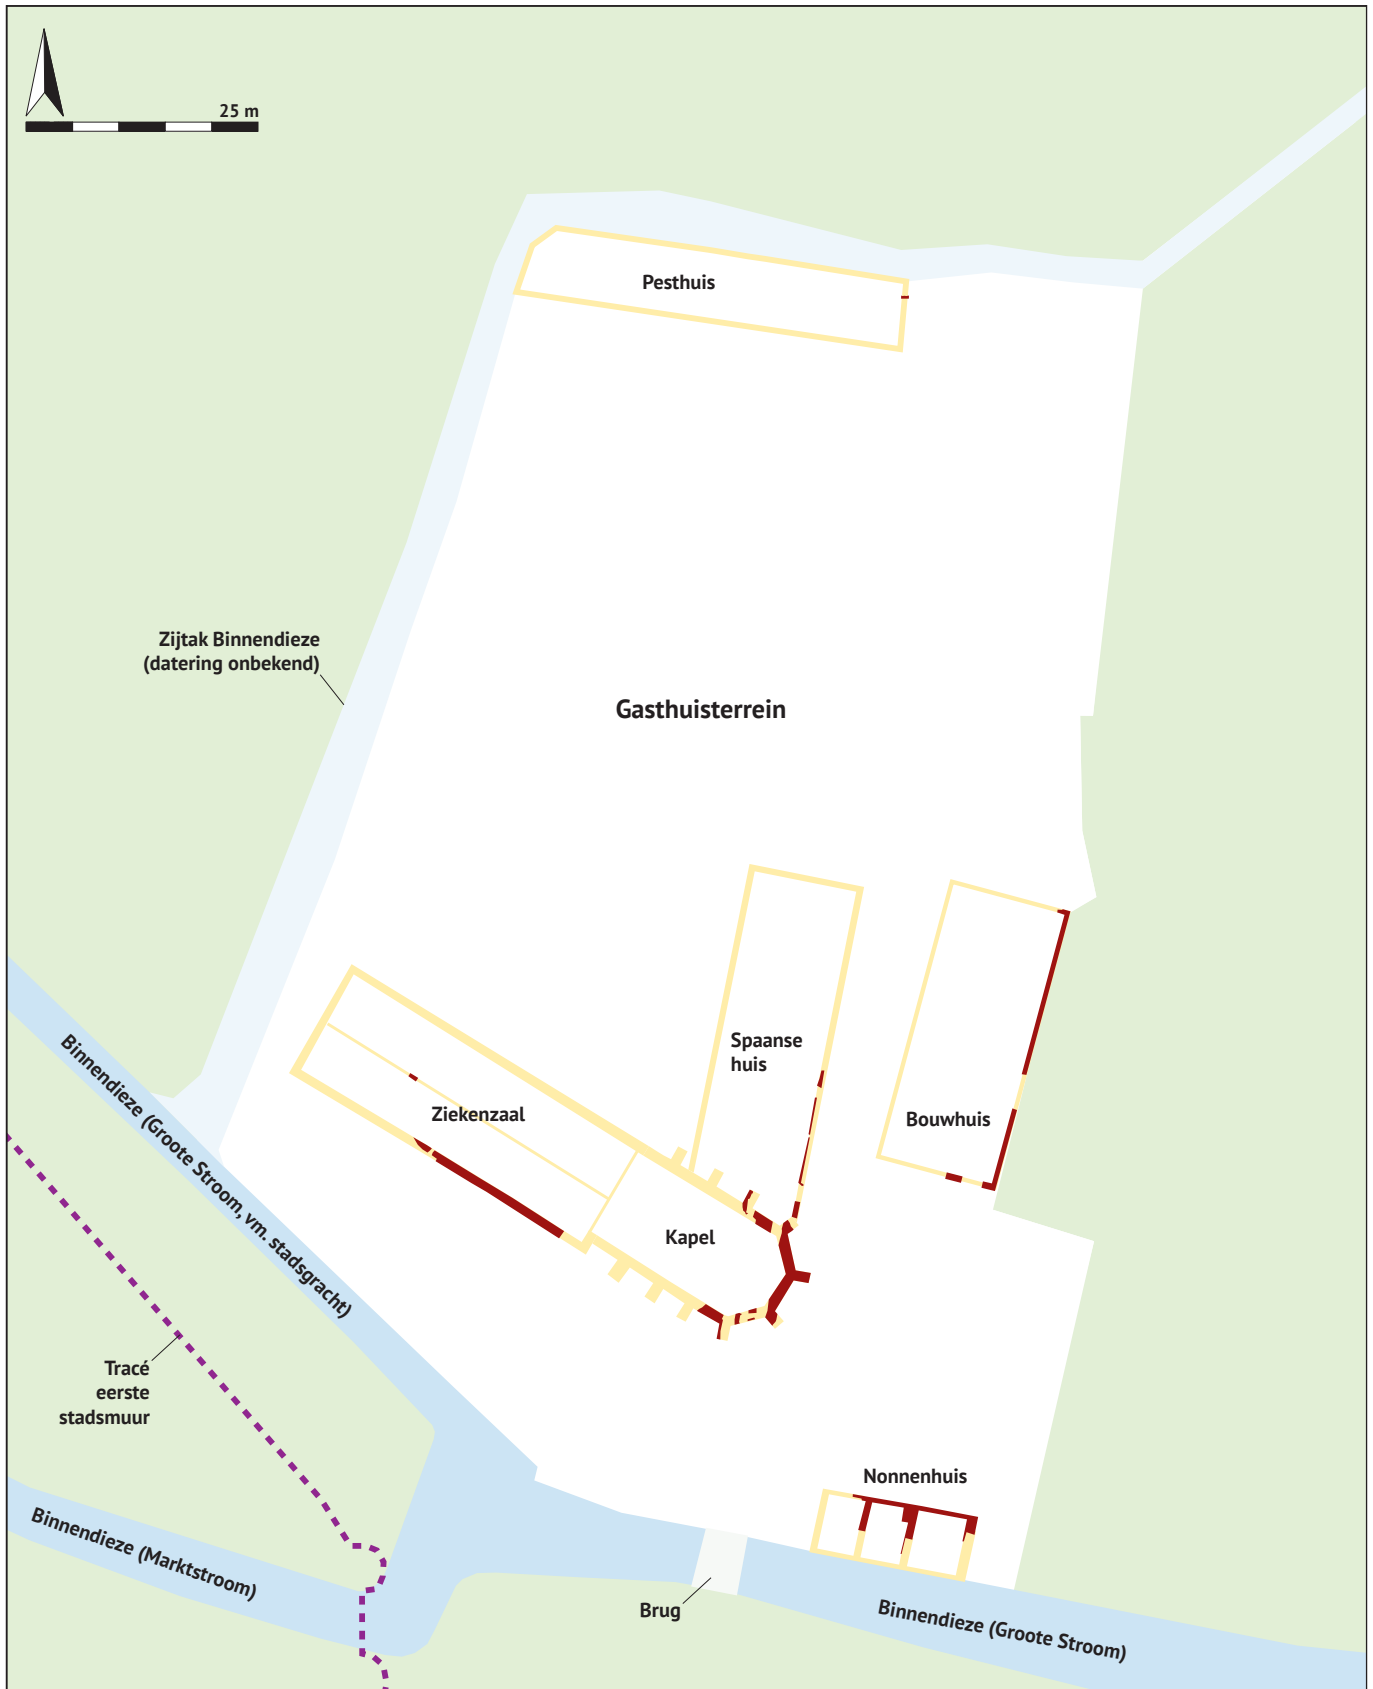 25 m
Pesthuis
Zijtak Binnendieze
(datering onbekend)
Gasthuisterrein
Spaanse
huis
Bouwhuis
Ziekenzaal
Kapel
Binnendieze (Groote Stroom, vm. stadsgracht)
Tracé
eerste
stadsmuur
Nonnenhuis
Binnendieze (Marktstroom)
Brug
Binnendieze (Groote Stroom)